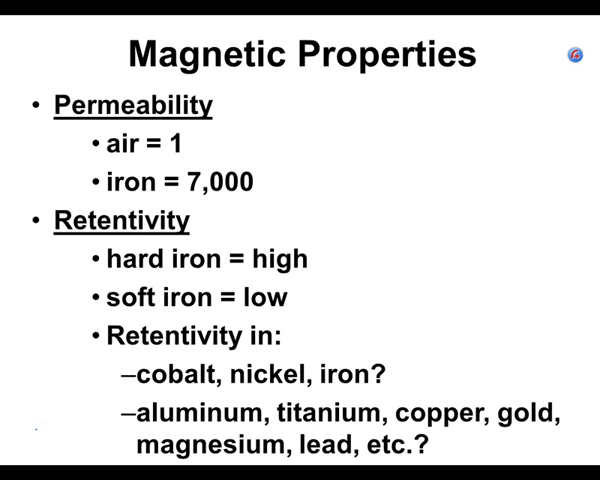 Magnetic Properties
• Permeability
• air = 1
• iron = 7,000
• Retentivity
• hard iron = high
• soft iron = low
• Retentivity in:
–cobalt, nickel, iron?
–aluminum, titanium, copper, gold,
magnesium, lead, etc.?